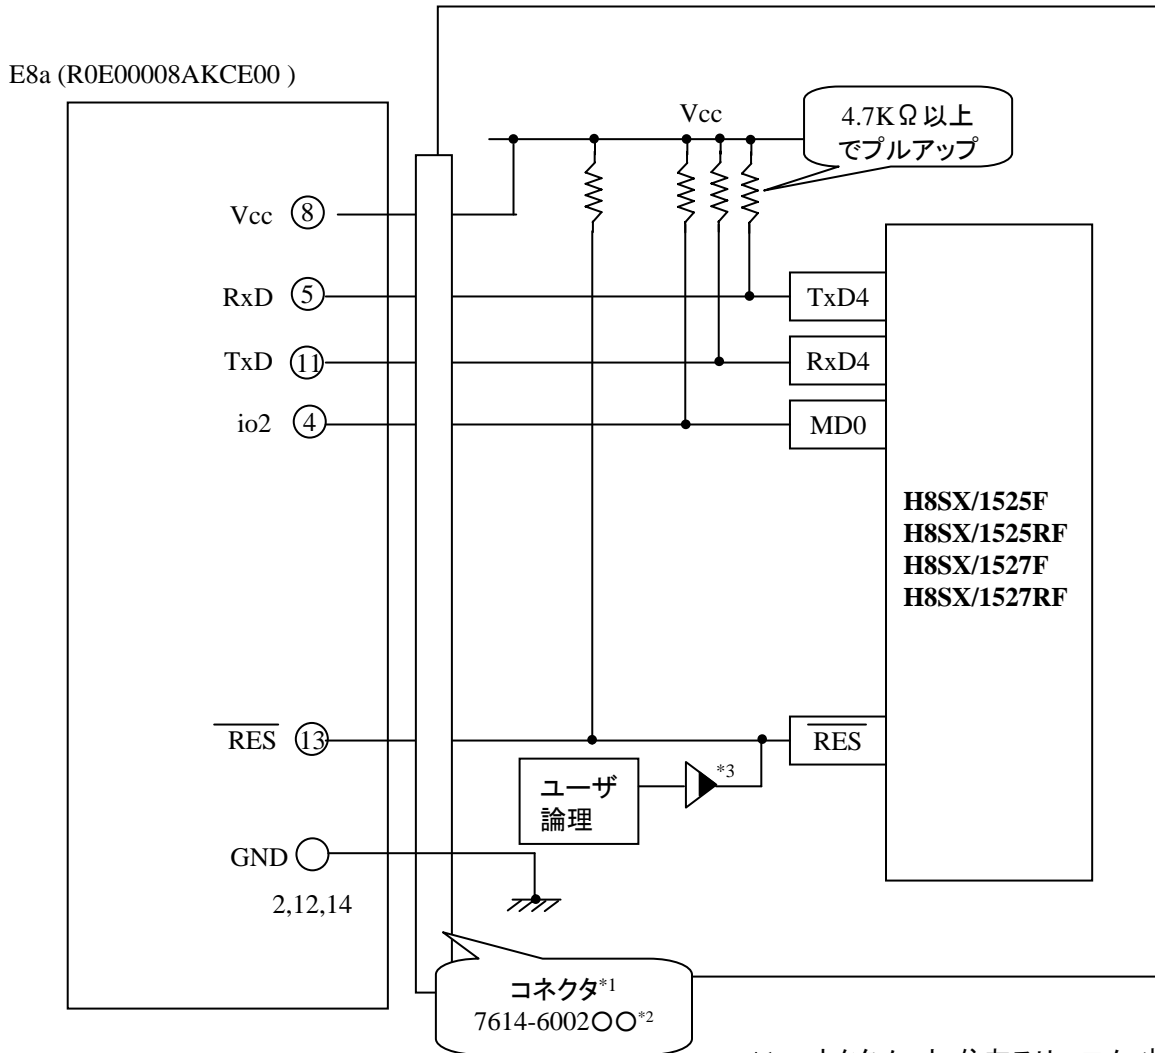 E8a (R0E00008AKCE00 )
Vcc
4.7KΩ以上
でプルアップ
Vcc 8
RxD 5
TxD 11
io2 4
TxD4
RxD4
MD0
H8SX/1525F
H8SX/1525RF
H8SX/1527F
H8SX/1527RF
RES 13
RES
ユーザ
論理
*3
GND
2,12,14
コネクタ*1
7614-6002○○*2